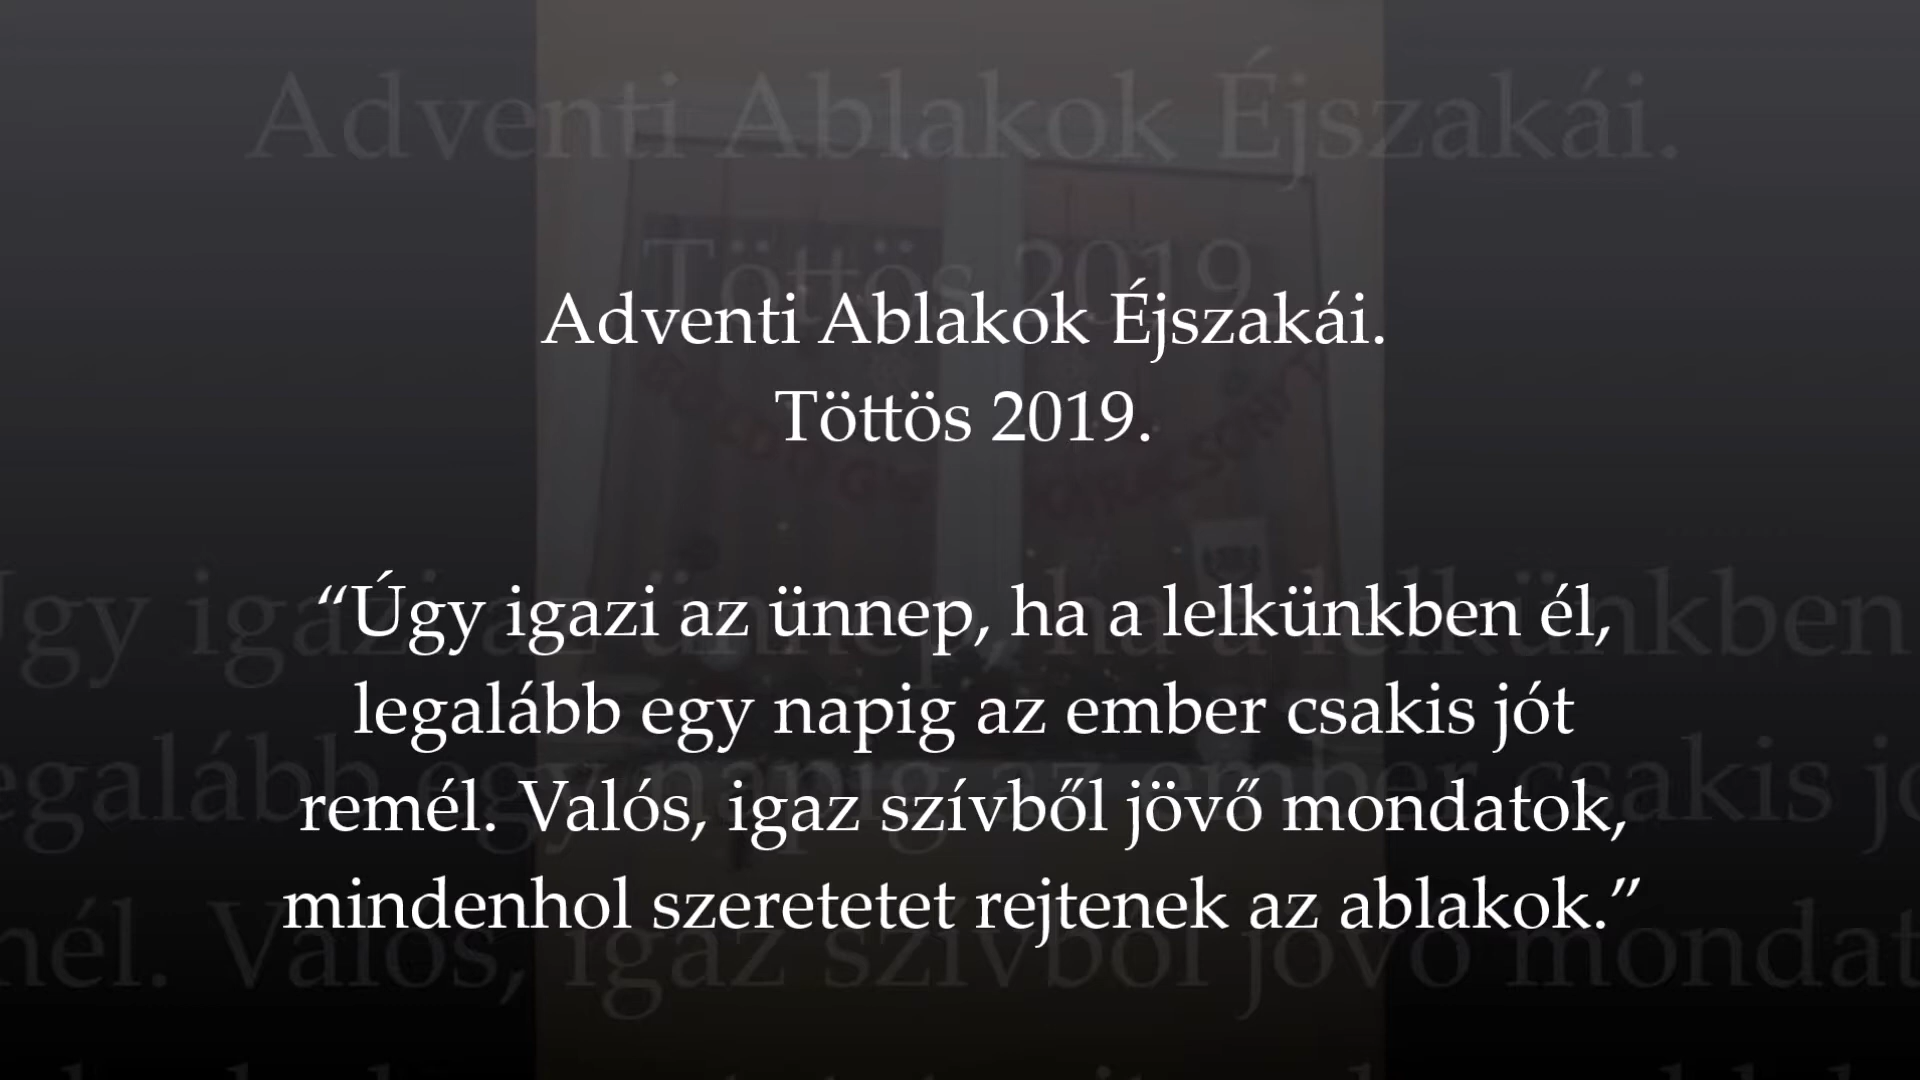 Adventi Ablakok Éjszakái.
Töttös 2019.
“Úgy igazi az ünnep, ha a lelkünkben él,
legalább egy napig az ember csakis jót
remél. Valós, igaz szívből jövő mondatok,
mindenhol szeretetet rejtenek az ablakok.”